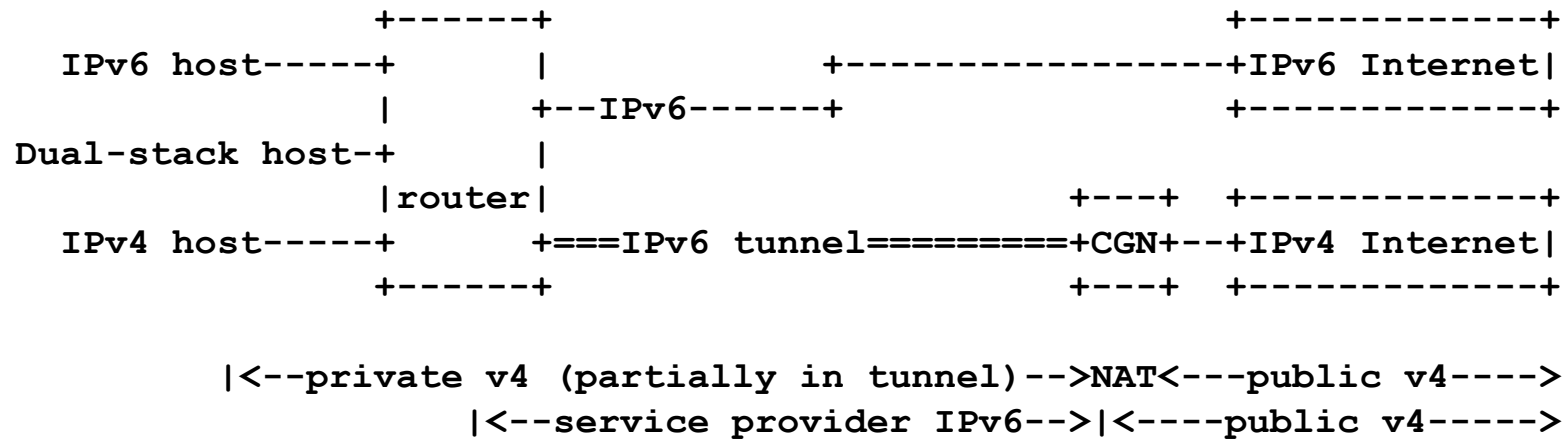 +------+ +-------------+
IPv6 host-----+ | +-----------------+IPv6 Internet|
| +--IPv6------+ +-------------+
Dual-stack host-+ |
|router| +---+ +-------------+
IPv4 host-----+ +===IPv6 tunnel=========+CGN+--+IPv4 Internet|
+------+ +---+ +-------------+
|<--private v4 (partially in tunnel)-->NAT<---public v4---->
|<--service provider IPv6-->|<----public v4----->